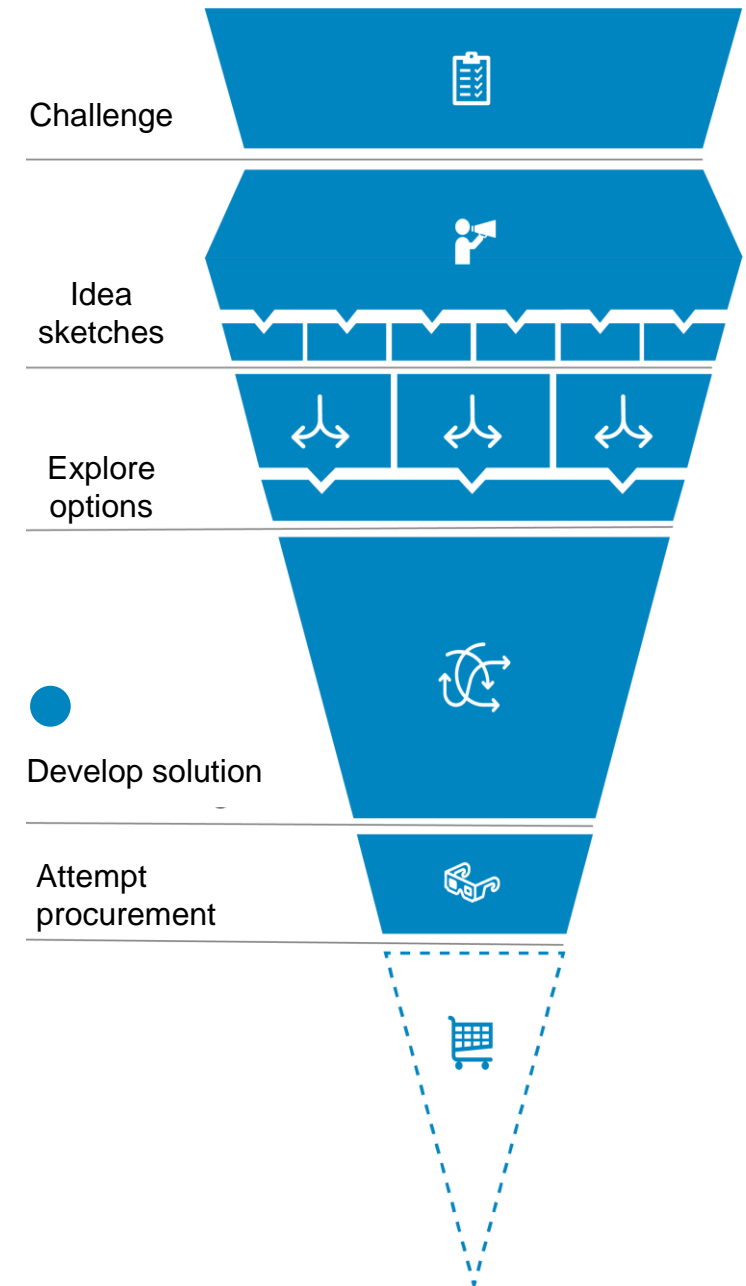 Challenge
Idea
sketches
Explore
options
Develop solution
Attempt
procurement